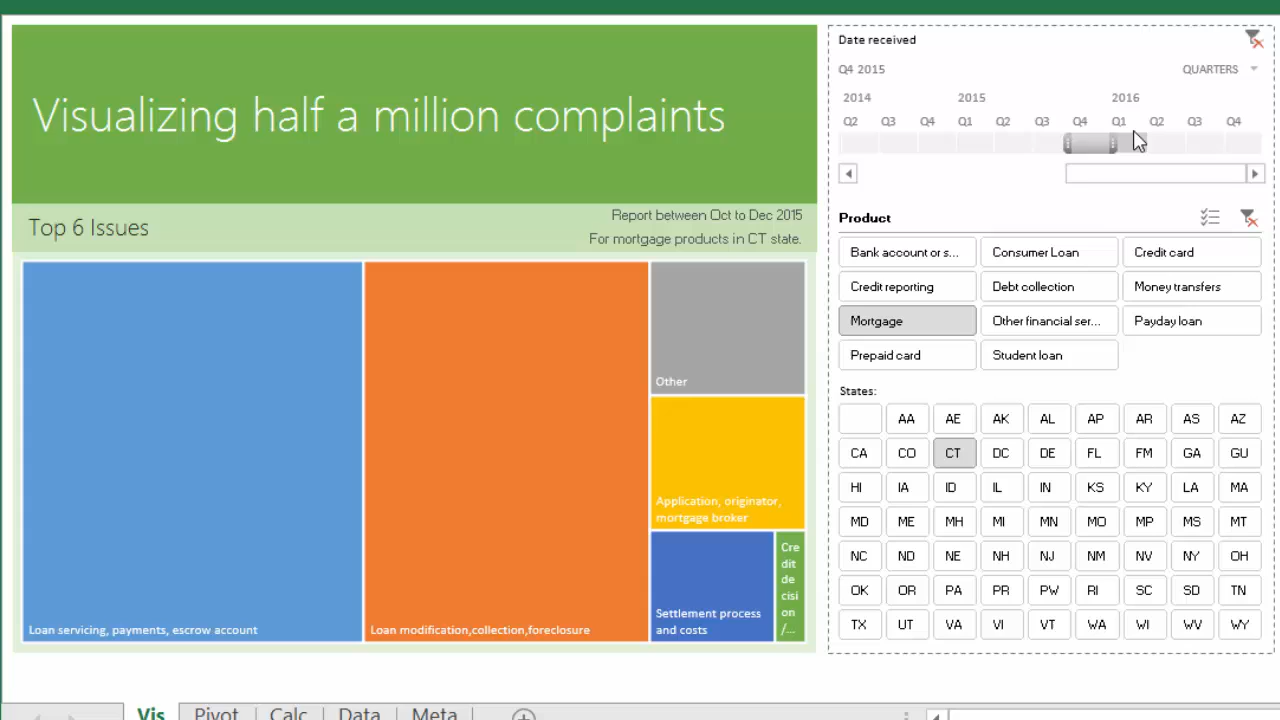 Visualizing half a million complaints
Top 6 Issues
Report between Oct to Dec 2015
For mortgage products in CT state.
Loan servicing, payments, escrow account
Loan modification,collection,foreclosure
Other
Application, originator,
mortgage broker
Settlement process
and costs
Cre
dit
de
cisi
on
/...
Date received
Q4 2015
QUARTERS
2014 2015 2016
Q2 Q3 Q4 Q1 Q2 Q3 Q4 Q1 Q2 Q3 Q4
Product
Bank account or s... Consumer Loan Credit card
Credit reporting Debt collection Money transfers
Mortgage Other financial ser... Payday loan
Prepaid card Student loan
States:
AA AE AK AL AP AR AS AZ
CA CO CT DC DE FL FM GA GU
HI IA ID IL IN KS KY LA MA
MD ME MH MI MN MO MP MS MT
NC ND NE NH NJ NM NV NY OH
OK OR PA PR PW RI SC SD TN
TX UT VA VI VT WA WI WV WY
Vis Pivot Calc Data Meta